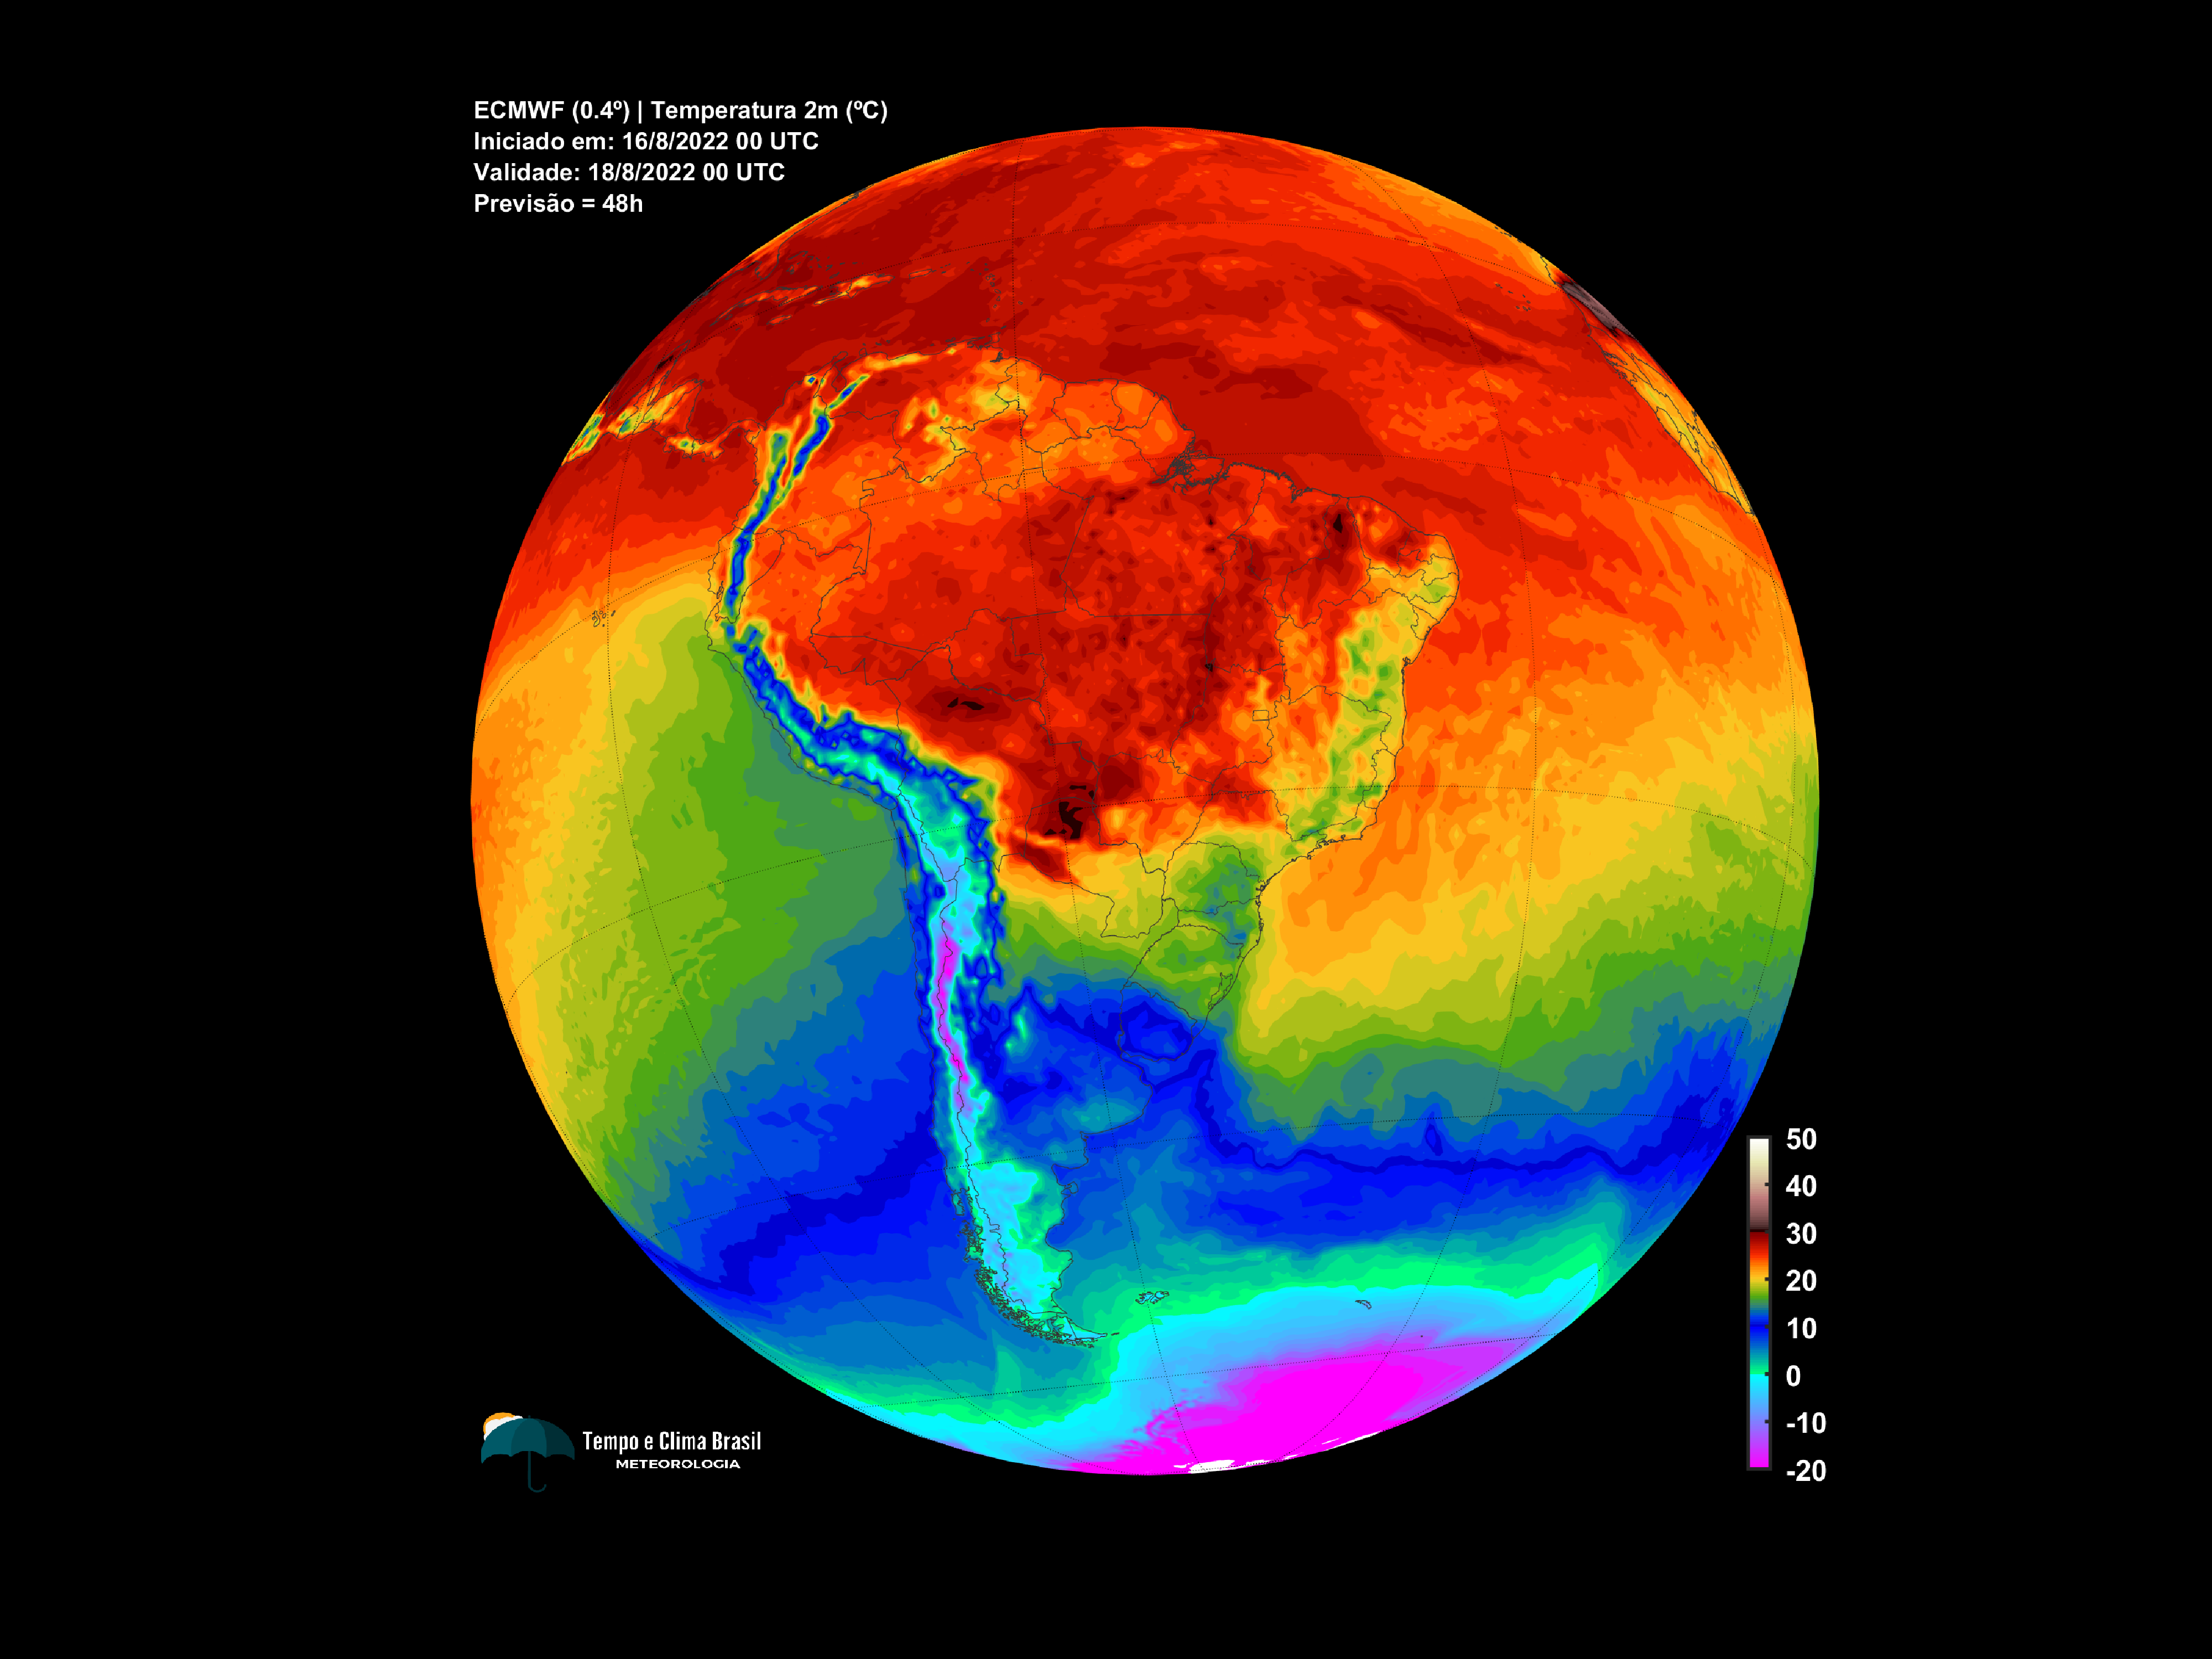 ECMWF (0.4º) | Temperatura 2m (ºC)
Iniciado em: 16/8/2022 00 UTC
Validade: 18/8/2022 00 UTC
Previsão = 48h
50
40
30
20
10
0
-10
-20
Tempo e Clima Brasil
METEOROLOGIA